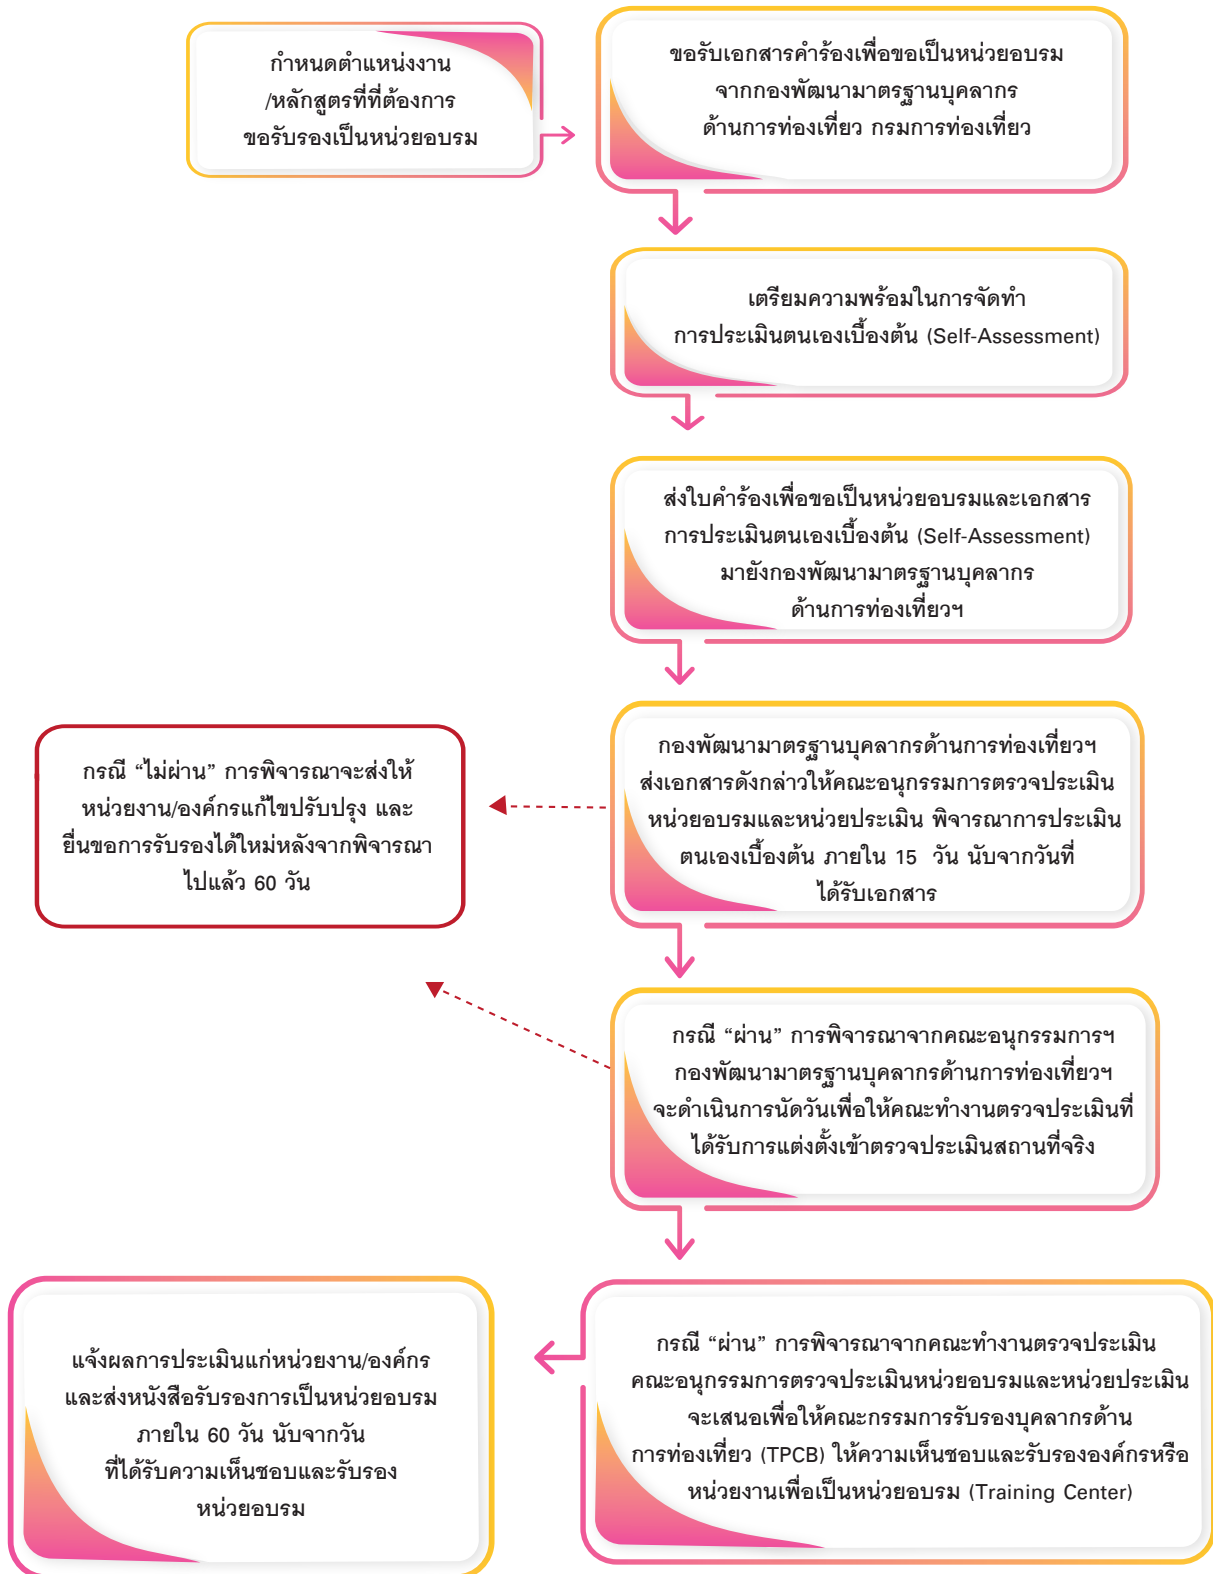 กำหนดตำแหน่งงาน
/หลักสูตรที่ที่ต้องการ
ขอรับรองเป็นหน่วยอบรม
ขอรับเอกสารคำร้องเพื่อขอเป็นหน่วยอบรม
จากกองพัฒนามาตรฐานบุคลากร
ด้านการท่องเที่ยว กรมการท่องเที่ยว
เตรียมความพร้อมในการจัดทำ
การประเมินตนเองเบื้องต้น (Self-Assessment)
ส่งใบคำร้องเพื่อขอเป็นหน่วยอบรมและเอกสาร
การประเมินตนเองเบื้องต้น (Self-Assessment)
มายังกองพัฒนามาตรฐานบุคลากร
ด้านการท่องเที่ยวฯ
กองพัฒนามาตรฐานบุคลากรด้านการท่องเที่ยวฯ
ส่งเอกสารดังกล่าวให้คณะอนุกรรมการตรวจประเมิน
หน่วยอบรมและหน่วยประเมิน พิจารณาการประเมิน
ตนเองเบื้องต้น ภายใน 15 วัน นับจากวันที่
ได้รับเอกสาร
กรณี “ไม่ผ่าน” การพิจารณาจะส่งให้
หน่วยงาน/องค์กรแก้ไขปรับปรุง และ
ยื่นขอการรับรองได้ใหม่หลังจากพิจารณา
ไปแล้ว 60 วัน
กรณี “ผ่าน” การพิจารณาจากคณะอนุกรรมการฯ
กองพัฒนามาตรฐานบุคลากรด้านการท่องเที่ยวฯ
จะดำเนินการนัดวันเพื่อให้คณะทำงานตรวจประเมินที่
ได้รับการแต่งตั้งเข้าตรวจประเมินสถานที่จริง
กรณี “ผ่าน” การพิจารณาจากคณะทำงานตรวจประเมิน
คณะอนุกรรมการตรวจประเมินหน่วยอบรมและหน่วยประเมิน
จะเสนอเพื่อให้คณะกรรมการรับรองบุคลากรด้าน
การท่องเที่ยว (TPCB) ให้ความเห็นชอบและรับรององค์กรหรือ
หน่วยงานเพื่อเป็นหน่วยอบรม (Training Center)
แจ้งผลการประเมินแก่หน่วยงาน/องค์กร
และส่งหนังสือรับรองการเป็นหน่วยอบรม
ภายใน 60 วัน นับจากวัน
ที่ได้รับความเห็นชอบและรับรอง
หน่วยอบรม